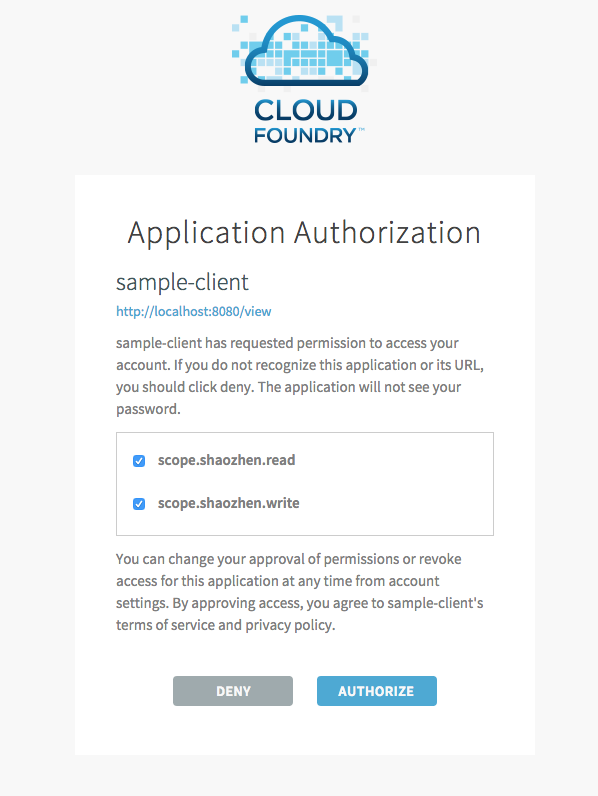 CLOUD
FOUNDRY™
Application Authorization
sample-client
http://localhost:8080/view
sample-client has requested permission to access your
account. If you do not recognize this application or its URL,
you should click deny. The application will not see your
password.
scope.shaozhen.read
scope.shaozhen.write
You can change your approval of permissions or revoke
access for this application at any time from account
settings. By approving access, you agree to sample-client's
terms of service and privacy policy.
DENY
AUTHORIZE